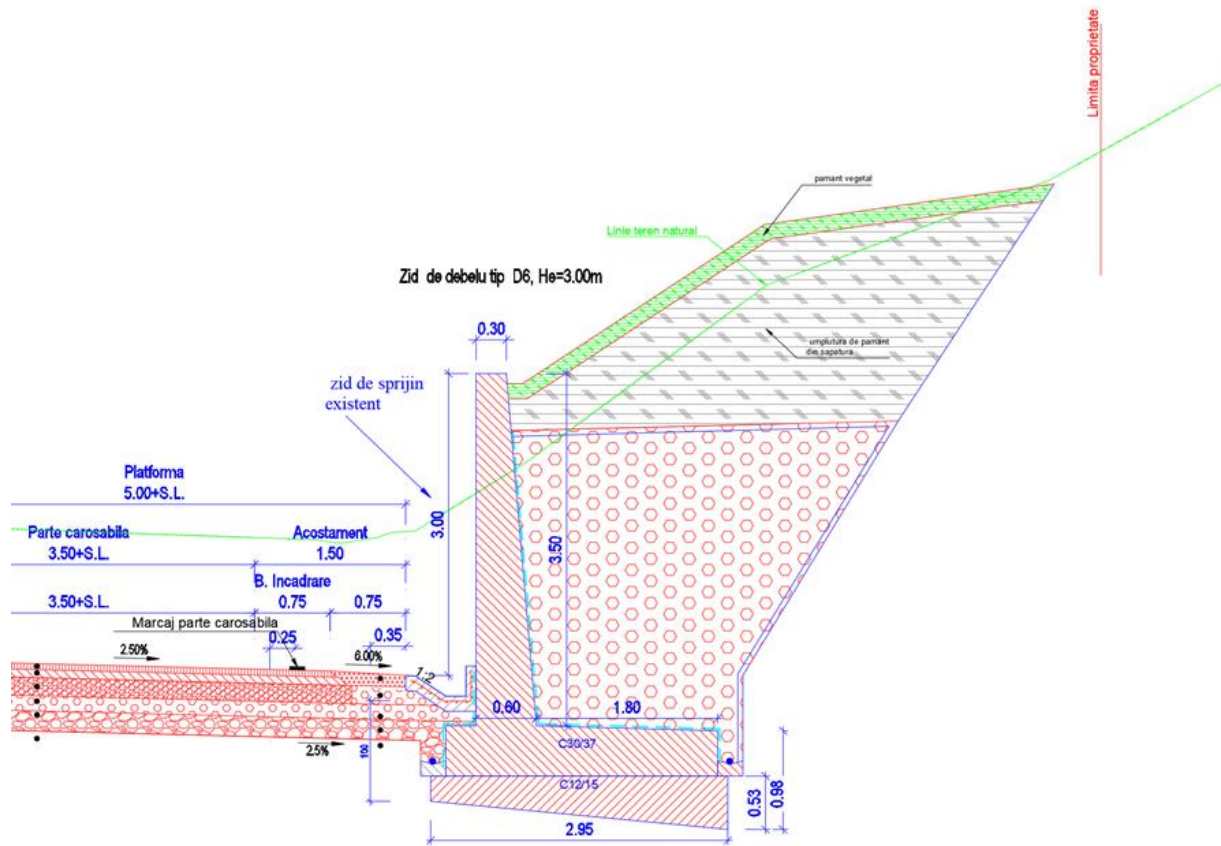 Limita proprietate
pamant vegetal
Linie teren natural
Zid de debelu tip D6, He=3.00m
umplutura de pamant
din sapatura
0.30
zid de sprijin
existent
Platforma
5.00+S.L.
3.00
3.50
Parte carosabila
Acostament
3.50+S.L.
1.50
B. Incadrare
3.50+S.L.
0.75
0.75
Marcaj parte carosabila
0.25
0.35
2.50%
6.00%
1:2
0.60
1.80
2.5%
100
C30/37
C12/15
0.53
0.98
2.95